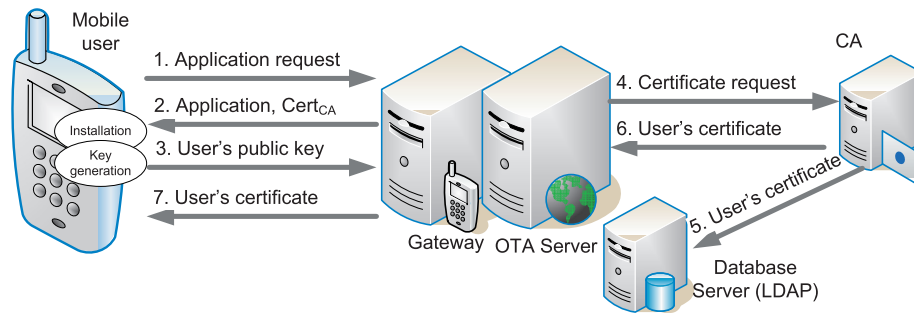 Mobile
user
1. Application request
2. Application, CertCA
Installation
Key
generation
3. User's public key
7. User's certificate
Gateway
OTA Server
4. Certificate request
CA
6. User's certificate
5. User's certificate
Database
Server (LDAP)